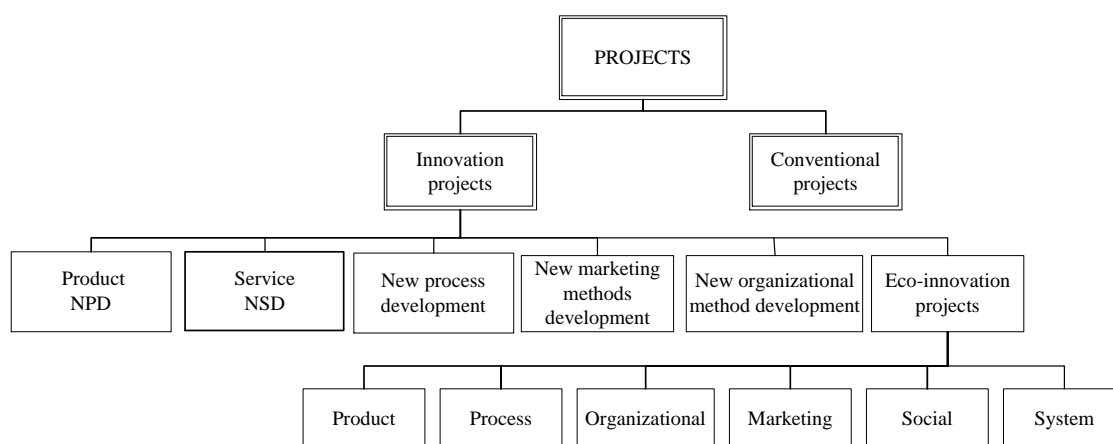 PROJECTS
Innovation
projects
Conventional
projects
Product
NPD
Service
NSD
New process
development
New marketing
methods
development
New organizational
method development
Eco-innovation
projects
Product
Process
Organizational
Marketing
Social
System